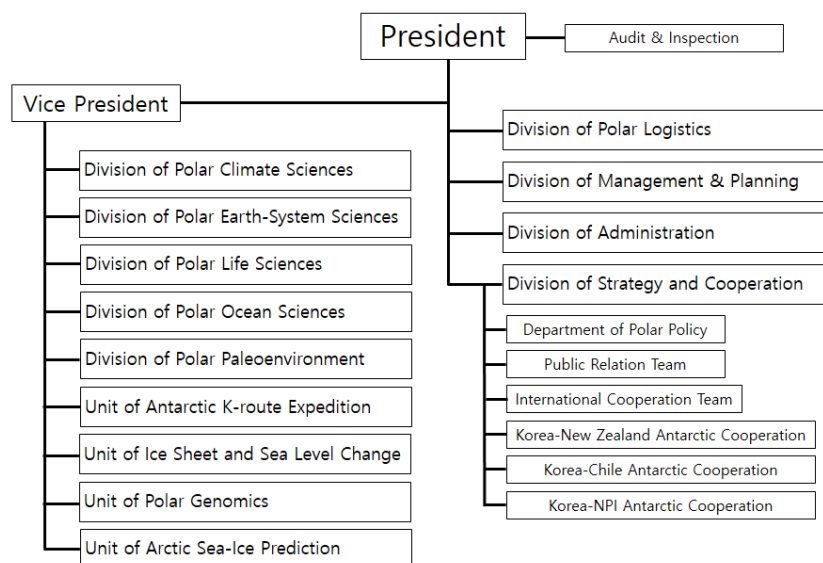 President
Audit & Inspection
Vice President
Division of Polar Climate Sciences
Division of Polar Earth-System Sciences
Division of Polar Life Sciences
Division of Polar Ocean Sciences
Division of Polar Paleoenvironment
Unit of Antarctic K-route Expedition
Unit of Ice Sheet and Sea Level Change
Unit of Polar Genomics
Unit of Arctic Sea-Ice Prediction
Division of Polar Logistics
Division of Management & Planning
Division of Administration
Division of Strategy and Cooperation
Department of Polar Policy
Public Relation Team
International Cooperation Team
Korea-New Zealand Antarctic Cooperation
Korea-Chile Antarctic Cooperation
Korea-NPI Antarctic Cooperation